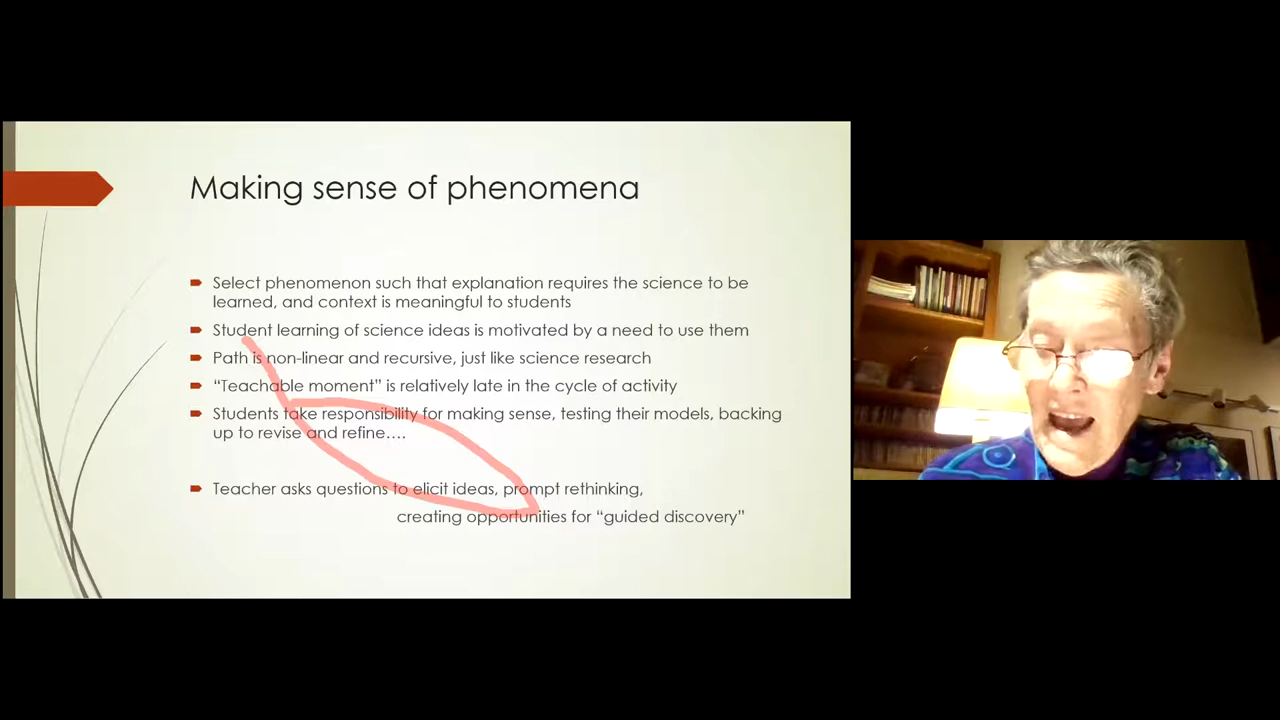 Making sense of phenomena
Select phenomenon such that explanation requires the science to be
learned, and context is meaningful to students
Student learning of science ideas is motivated by a need to use them
Path is non-linear and recursive, just like science research
“Teachable moment” is relatively late in the cycle of activity
Students take responsibility for making sense, testing their models, backing
up to revise and refine….
Teacher asks questions to elicit ideas, prompt rethinking,
creating opportunities for “guided discovery”